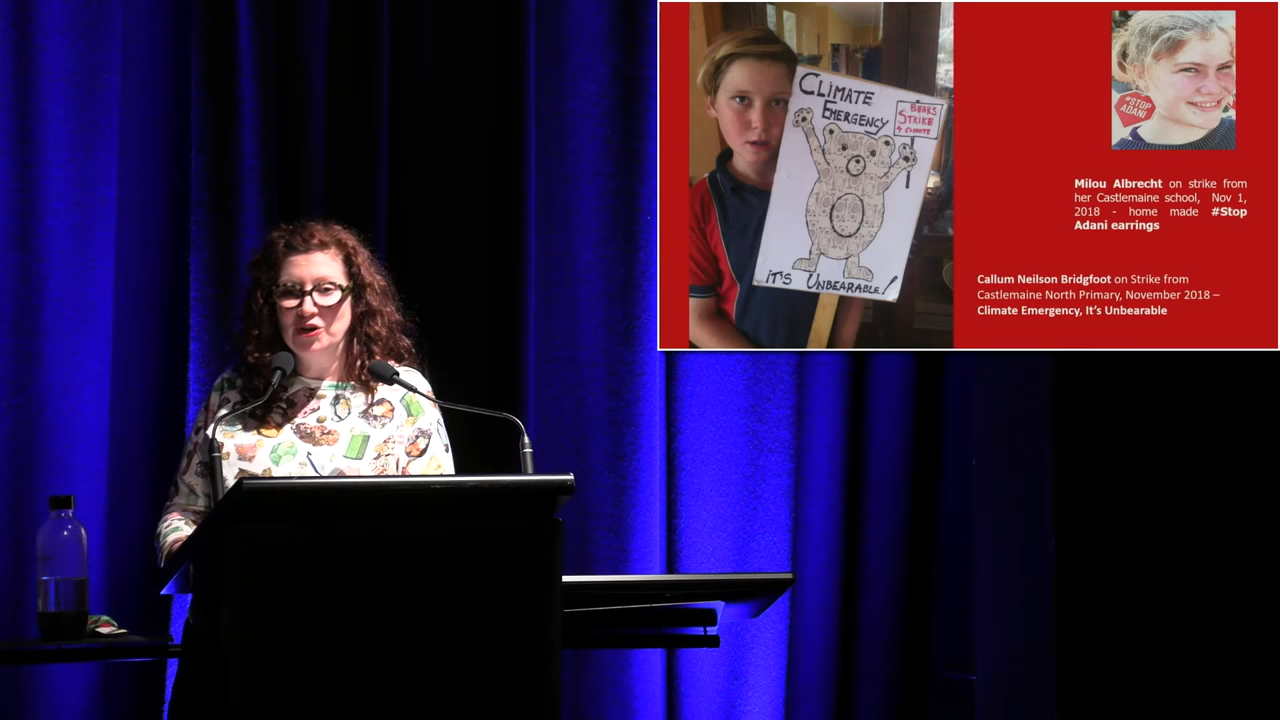 CLIMATE
EMERGENCY
BEARS
STRIKE
4 CLIMATE
IT'S UNBEARABLE!
#STOP
ADANI
Milou Albrecht on strike from
her Castlemaine school, Nov 1,
2018 - home made #Stop
Adani earrings
Callum Neilson Bridgfoot on Strike from
Castlemaine North Primary, November 2018 –
Climate Emergency, It's Unbearable